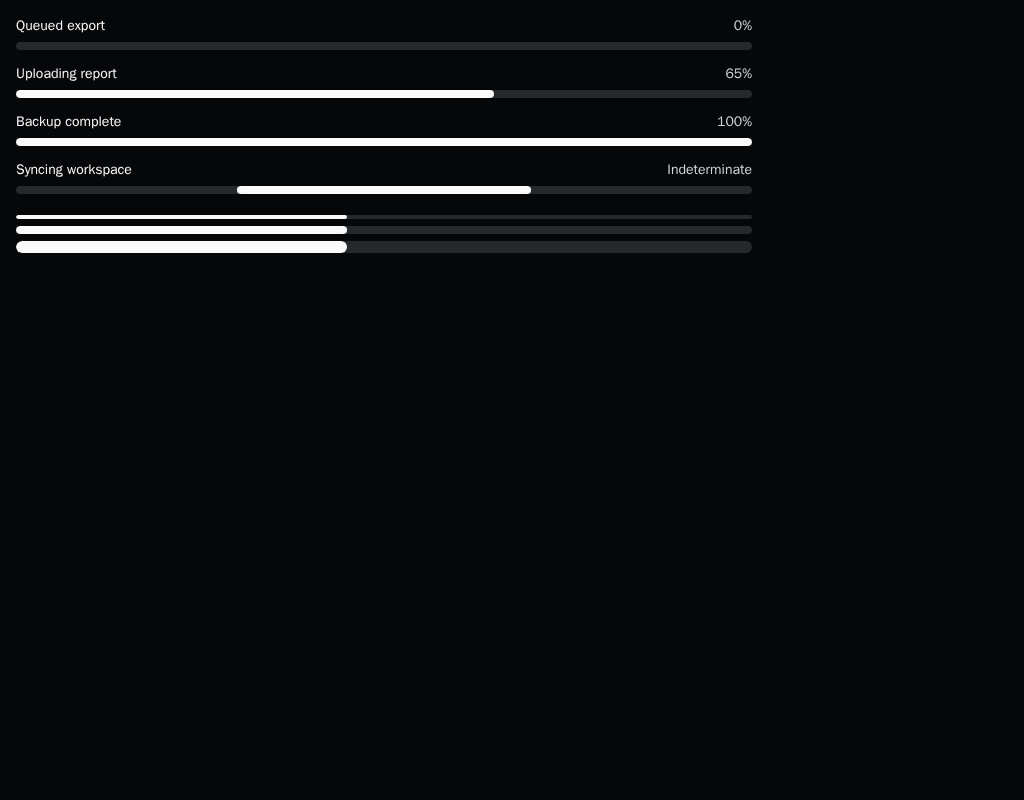 Queued export 0%
Uploading report 65%
Backup complete 100%
Syncing workspace Indeterminate